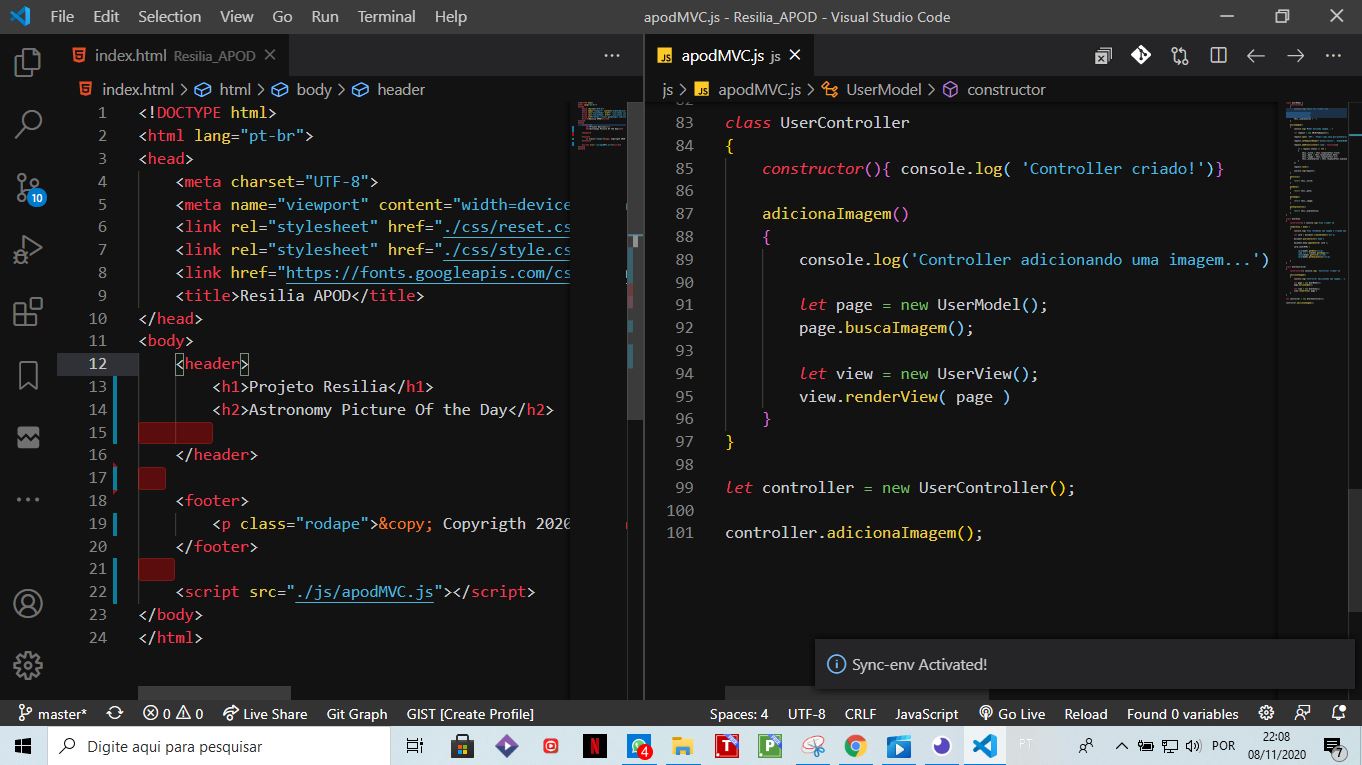 File Edit Selection View Go Run Terminal Help apodMVC.js - Resilia_APOD - Visual Studio Code
index.html Resilia_APOD
index.html > html > body > header
1 <!DOCTYPE html>
2 <html lang="pt-br">
3 <head>
4 <meta charset="UTF-8">
5 <meta name="viewport" content="width=device
6 <link rel="stylesheet" href="./css/reset.cs
7 <link rel="stylesheet" href="./css/style.cs
8 <link href="https://fonts.googleapis.com/cs
9 <title>Resilia APOD</title>
10 </head>
11 <body>
12 <header>
13 <h1>Projeto Resilia</h1>
14 <h2>Astronomy Picture Of the Day</h2>
15
16 </header>
17
18 <footer>
19 <p class="rodape">&copy; Copyrigth 2020
20 </footer>
21
22 <script src="./js/apodMVC.js"></script>
23 </body>
24 </html>
apodMVC.js js
js > apodMVC.js > UserModel > constructor
82
83 class UserController
84 {
85 constructor(){ console.log( 'Controller criado!')}
86
87 adicionaImagem()
88 {
89 console.log('Controller adicionando uma imagem...')
90
91 let page = new UserModel();
92 page.buscaImagem();
93
94 let view = new UserView();
95 view.renderView( page )
96 }
97 }
98
99 let controller = new UserController();
100
101 controller.adicionaImagem();
10
Sync-env Activated!
master* 0 0 Live Share Git Graph GIST [Create Profile] Spaces: 4 UTF-8 CRLF JavaScript Go Live Reload Found 0 variables
Digite aqui para pesquisar
4
PT
POR
22:08
08/11/2020
7